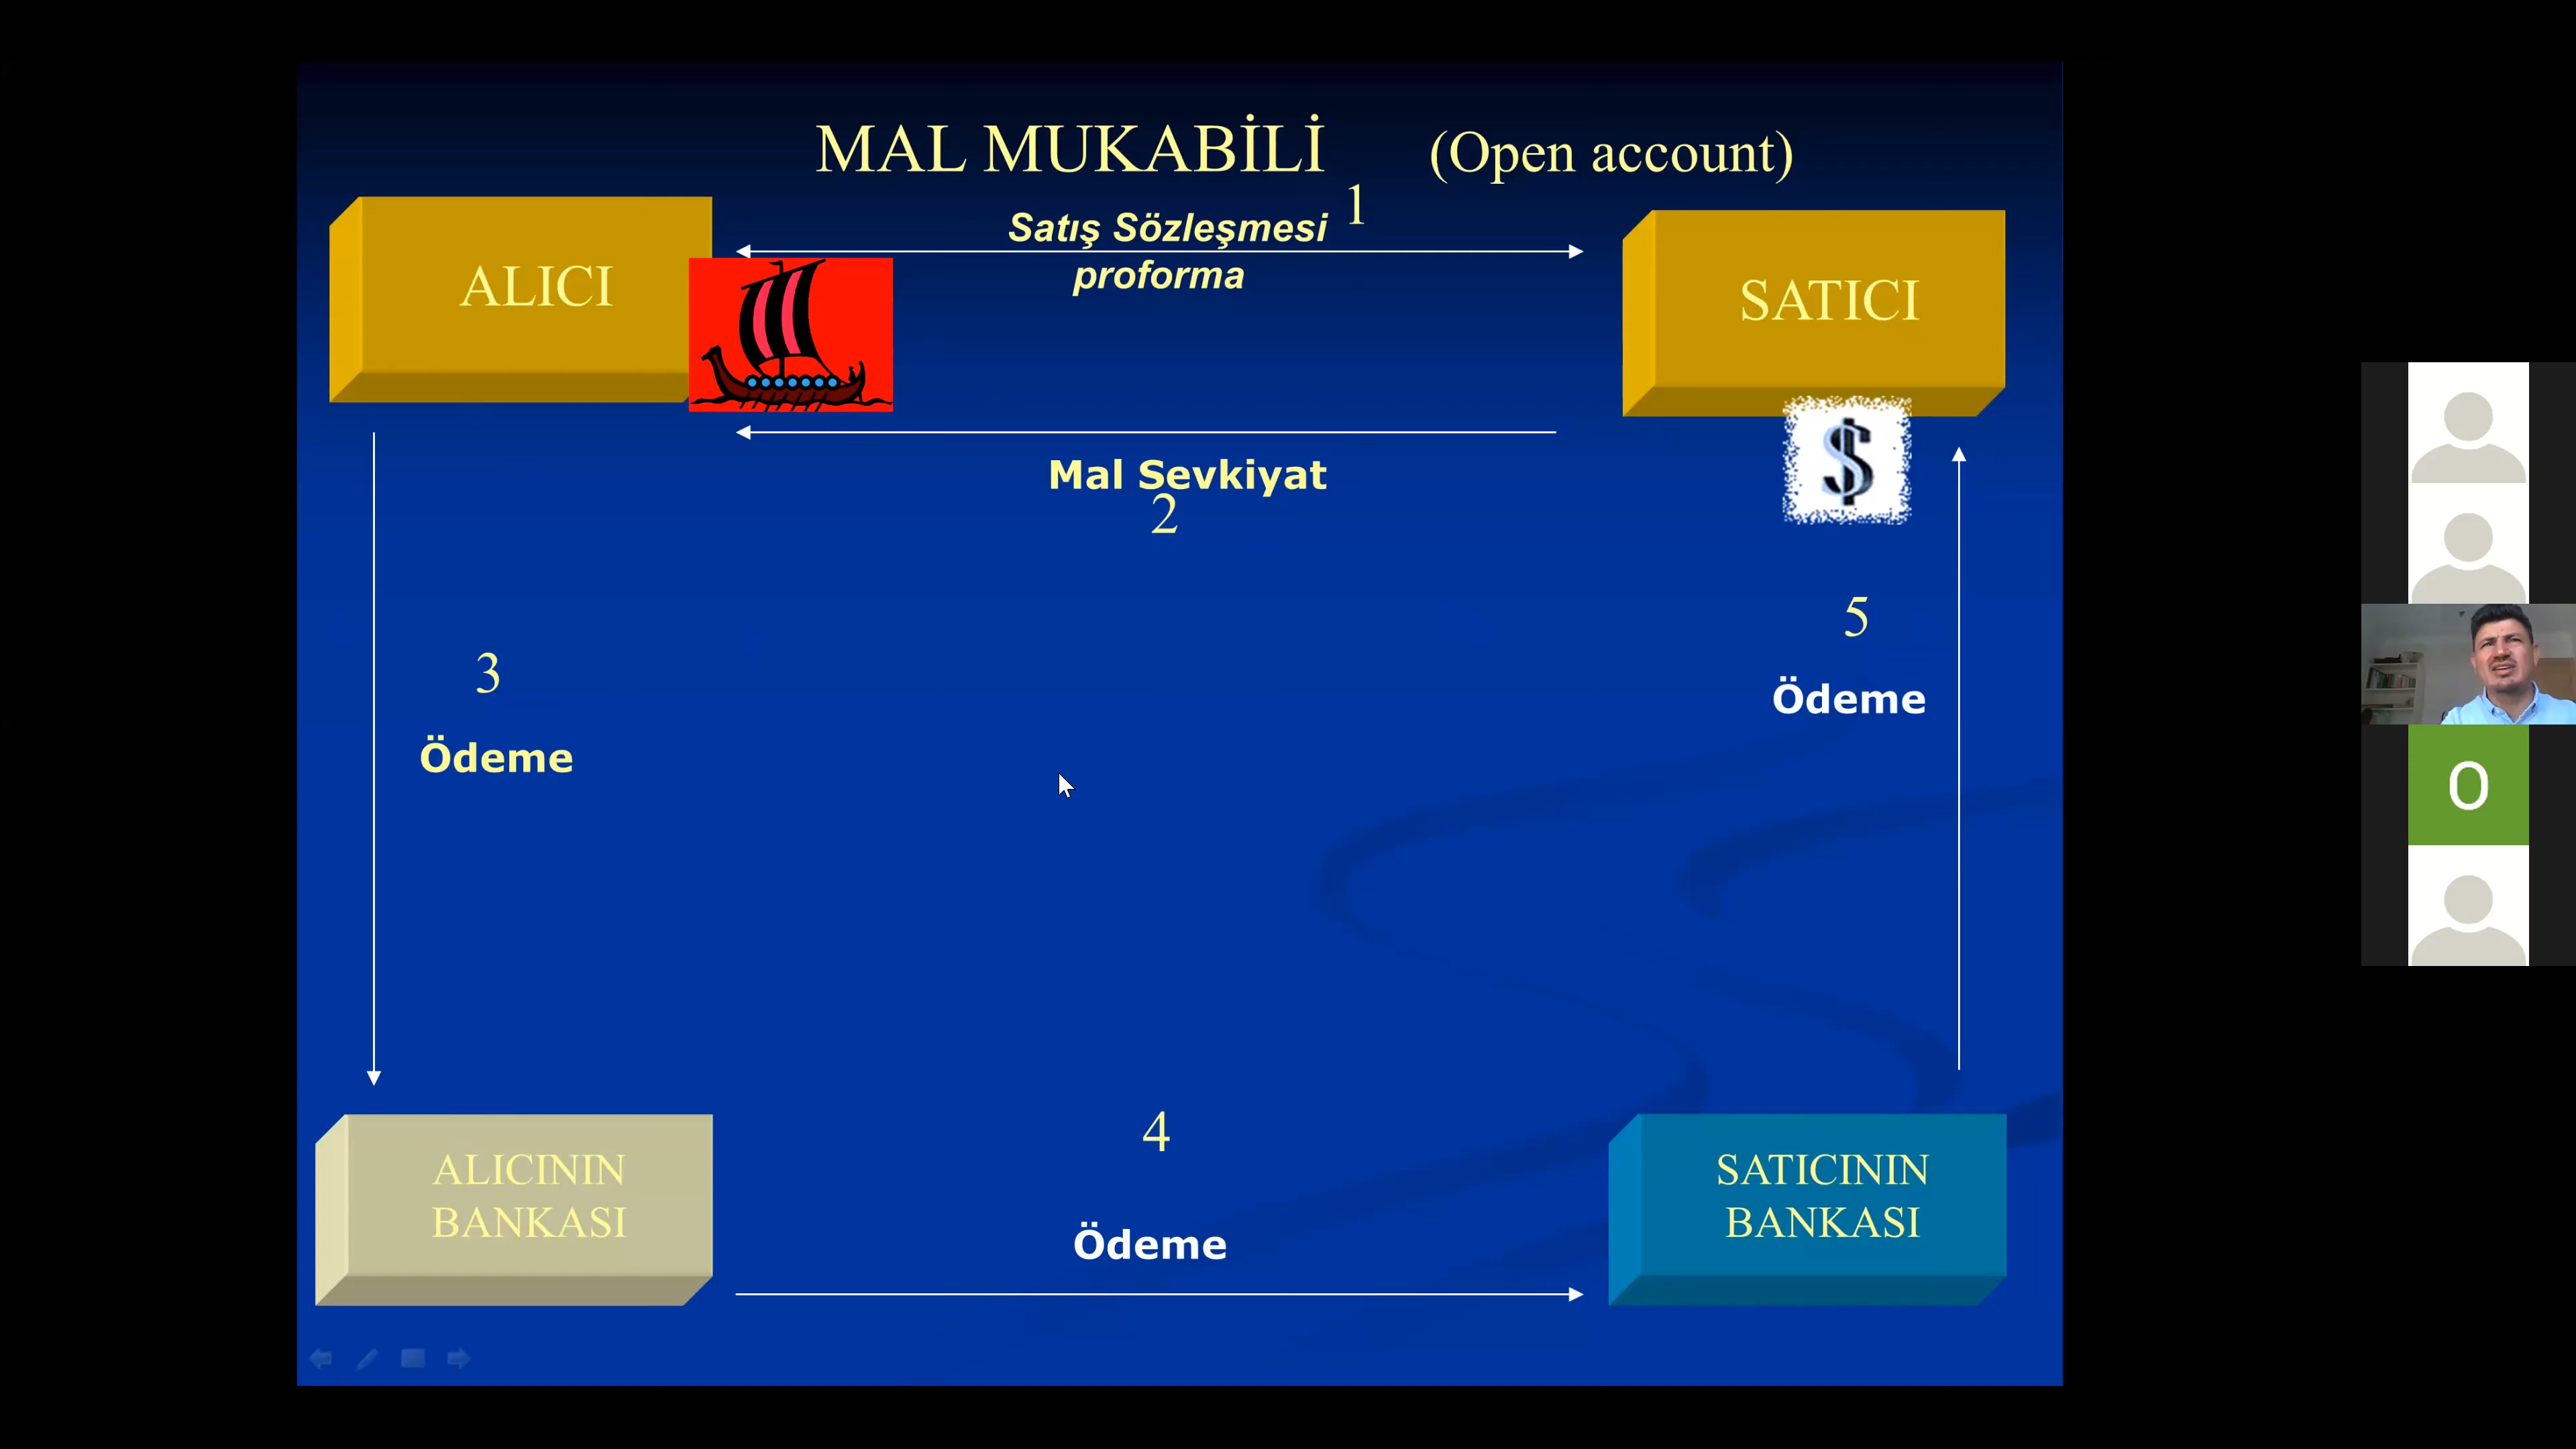 MAL MUKABİLİ (Open account)
1
Satış Sözleşmesi
proforma
ALICI
SATICI
$
Mal Sevkiyat
2
3
Ödeme
5
Ödeme
4
Ödeme
ALICININ
BANKASI
SATICININ
BANKASI
O